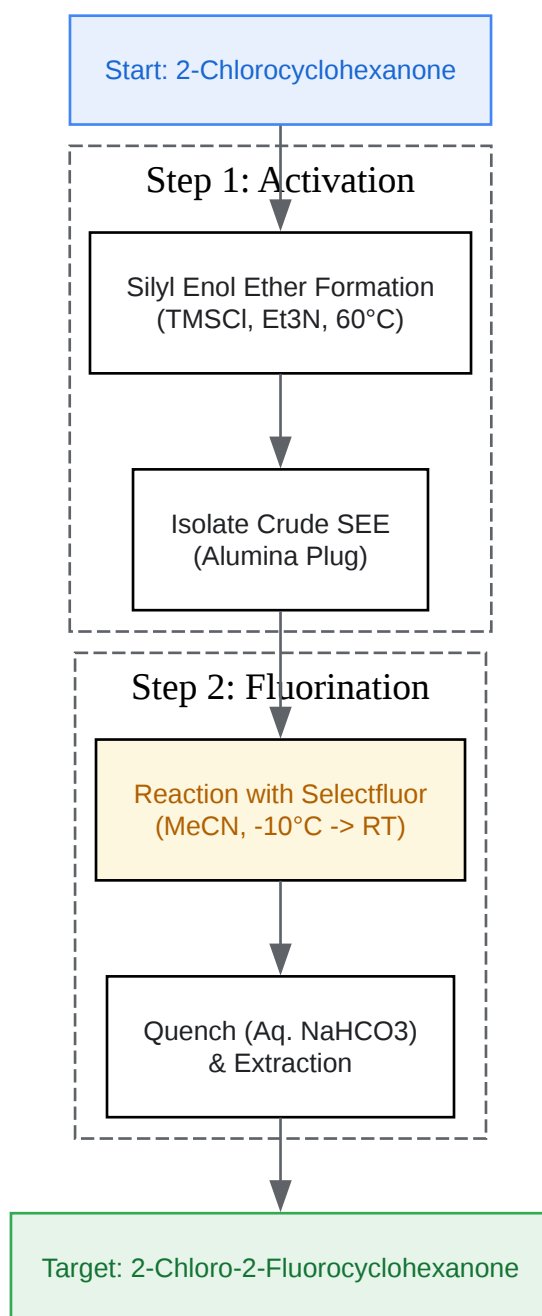 Start: 2-Chlorocyclohexanone
Step 1: Activation
Silyl Enol Ether Formation
(TMSCl, Et3N, 60°C)
Isolate Crude SEE
(Alumina Plug)
Step 2: Fluorination
Reaction with Selectfluor
(MeCN, -10°C -> RT)
Quench (Aq. NaHCO3)
& Extraction
Target: 2-Chloro-2-Fluorocyclohexanone